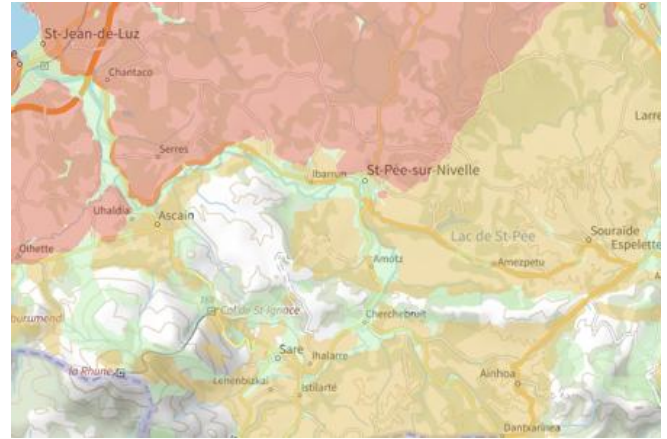 St-Jean-de-Luz
Chantaco
Serres
Ibarrun
St-Pée-sur-Nivelle
Larre
Uhaldia
Ascain
Lac de St-Pée
Souraide
Espelette
Olhette
Amotz
Amezpetu
Col de St-Ignace
Cherchebruit
Sare
Ihalarre
la Rhune
Lehenbizkai
Istilarte
Ainhoa
Dantxarinea